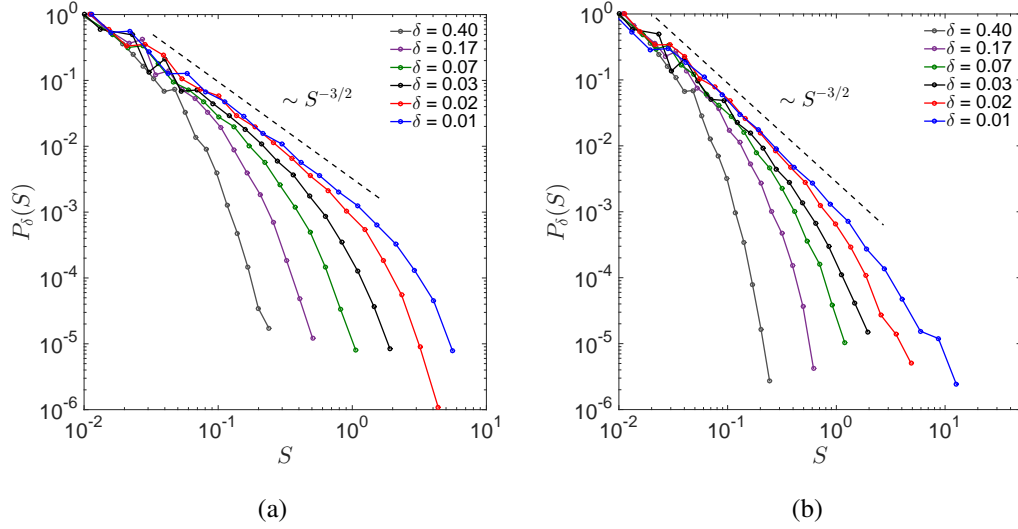 10^0
10^-1
10^-2
10^-3
10^-4
10^-5
10^-6
P_δ(S)
10^-2
10^-1
10^0
10^1
S
∼ S^{-3/2}
δ = 0.40
δ = 0.17
δ = 0.07
δ = 0.03
δ = 0.02
δ = 0.01
(a)
10^0
10^-1
10^-2
10^-3
10^-4
10^-5
10^-6
P_δ(S)
10^-2
10^-1
10^0
10^1
S
∼ S^{-3/2}
δ = 0.40
δ = 0.17
δ = 0.07
δ = 0.03
δ = 0.02
δ = 0.01
(b)